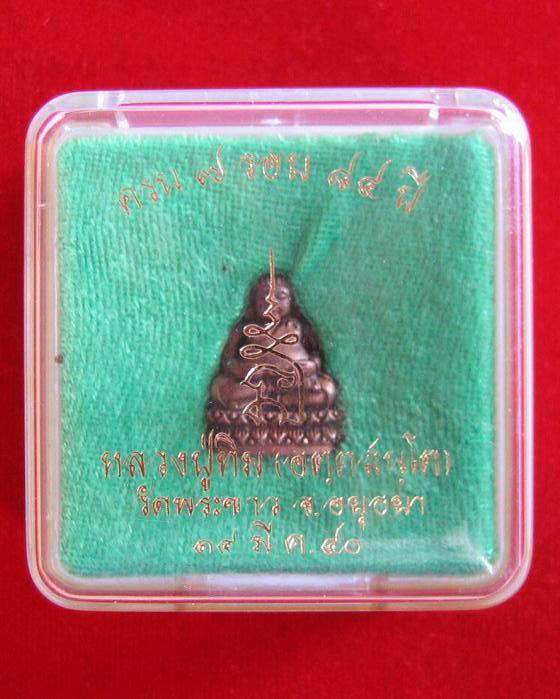 ครบ ๗ รอบ ๘๔ ปี
หลวงปู่ทิม (อตฺตสนฺโต)
วัดพระขาว จ.อยุธยา
๑๙ มี ค. ๔๐